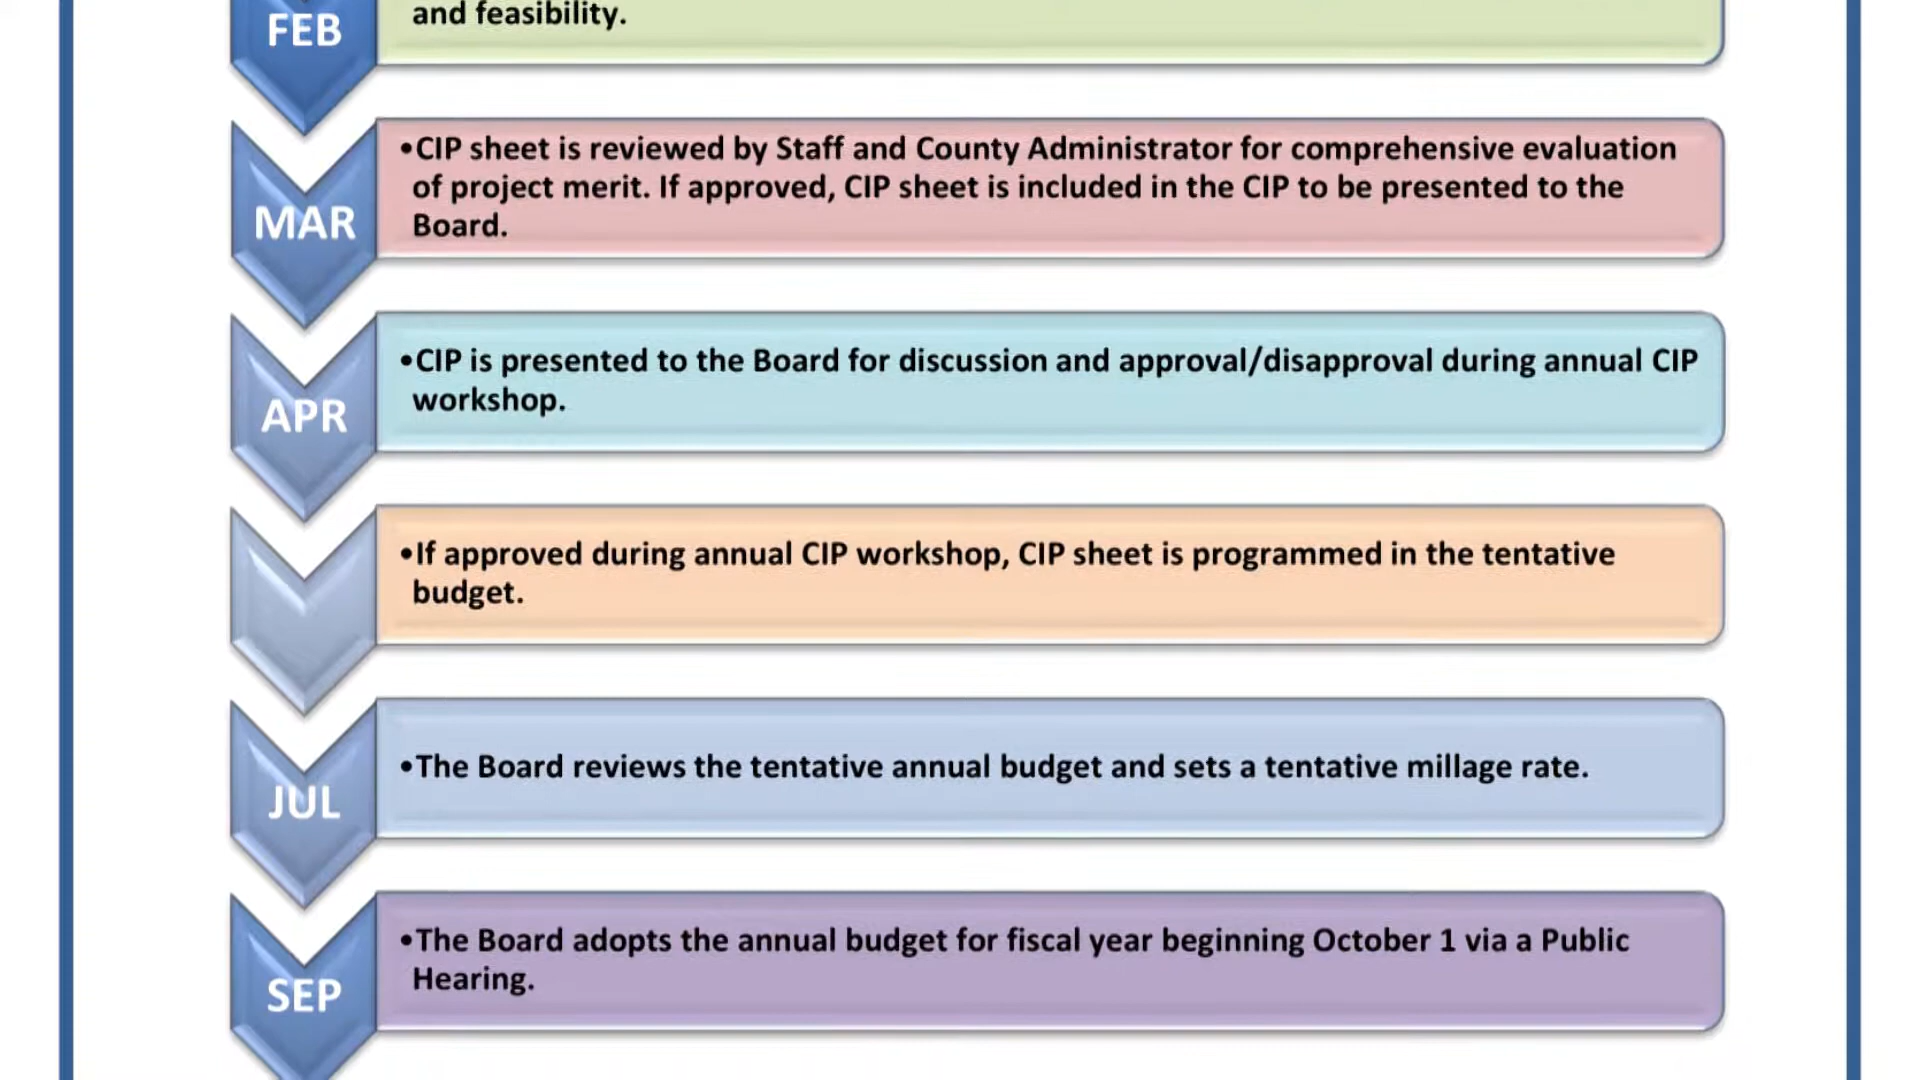 and feasibility.
FEB
•CIP sheet is reviewed by Staff and County Administrator for comprehensive evaluation
of project merit. If approved, CIP sheet is included in the CIP to be presented to the
Board.
MAR
•CIP is presented to the Board for discussion and approval/disapproval during annual CIP
workshop.
APR
•If approved during annual CIP workshop, CIP sheet is programmed in the tentative
budget.
•The Board reviews the tentative annual budget and sets a tentative millage rate.
JUL
•The Board adopts the annual budget for fiscal year beginning October 1 via a Public
Hearing.
SEP